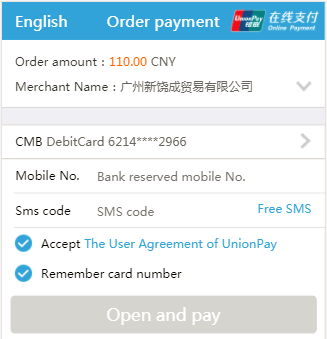 English
Order payment
UnionPay
银联
在线支付
Online Payment
Order amount : 110.00 CNY
Merchant Name : 广州新饶成贸易有限公司
CMB DebitCard 6214****2966
Mobile No. Bank reserved mobile No.
Sms code SMS code Free SMS
Accept The User Agreement of UnionPay
Remember card number
Open and pay